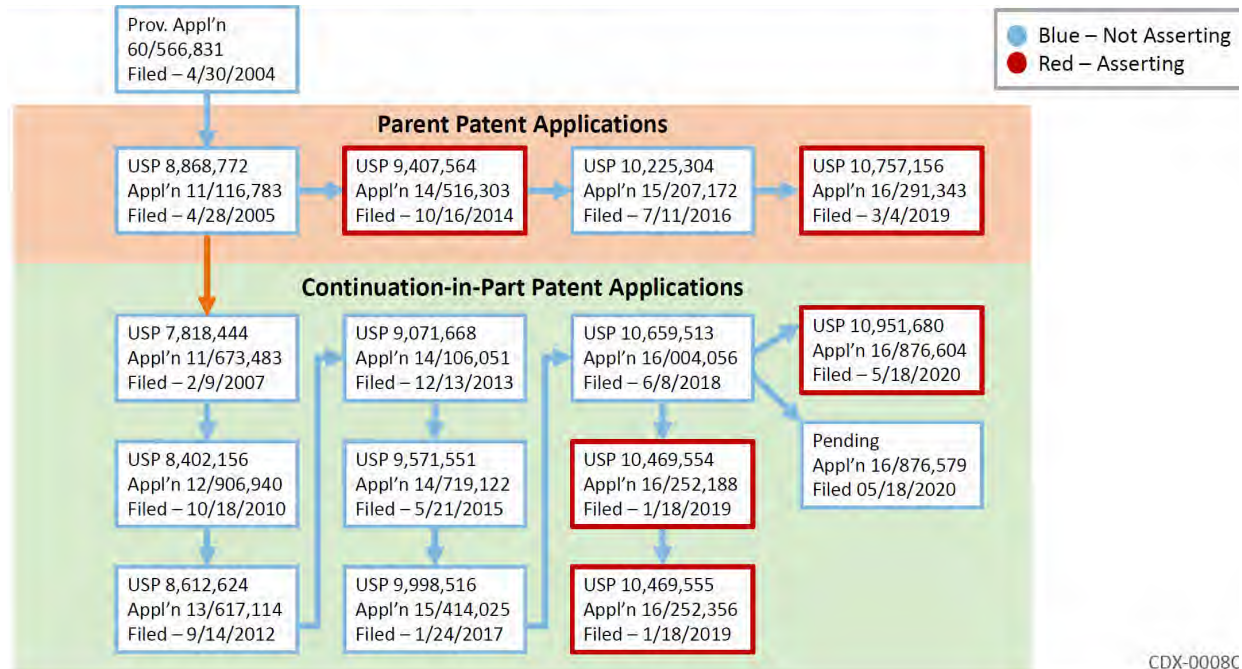 Prov. Appl'n
60/566,831
Filed – 4/30/2004
Blue – Not Asserting
Red – Asserting
Parent Patent Applications
USP 8,868,772
Appl'n 11/116,783
Filed – 4/28/2005
USP 9,407,564
Appl'n 14/516,303
Filed – 10/16/2014
USP 10,225,304
Appl'n 15/207,172
Filed – 7/11/2016
USP 10,757,156
Appl'n 16/291,343
Filed – 3/4/2019
Continuation-in-Part Patent Applications
USP 7,818,444
Appl'n 11/673,483
Filed – 2/9/2007
USP 9,071,668
Appl'n 14/106,051
Filed – 12/13/2013
USP 10,659,513
Appl'n 16/004,056
Filed – 6/8/2018
USP 10,951,680
Appl'n 16/876,604
Filed – 5/18/2020
USP 8,402,156
Appl'n 12/906,940
Filed – 10/18/2010
USP 9,571,551
Appl'n 14/719,122
Filed – 5/21/2015
USP 10,469,554
Appl'n 16/252,188
Filed – 1/18/2019
Pending
Appl'n 16/876,579
Filed 05/18/2020
USP 8,612,624
Appl'n 13/617,114
Filed – 9/14/2012
USP 9,998,516
Appl'n 15/414,025
Filed – 1/24/2017
USP 10,469,555
Appl'n 16/252,356
Filed – 1/18/2019
CDX-0008C